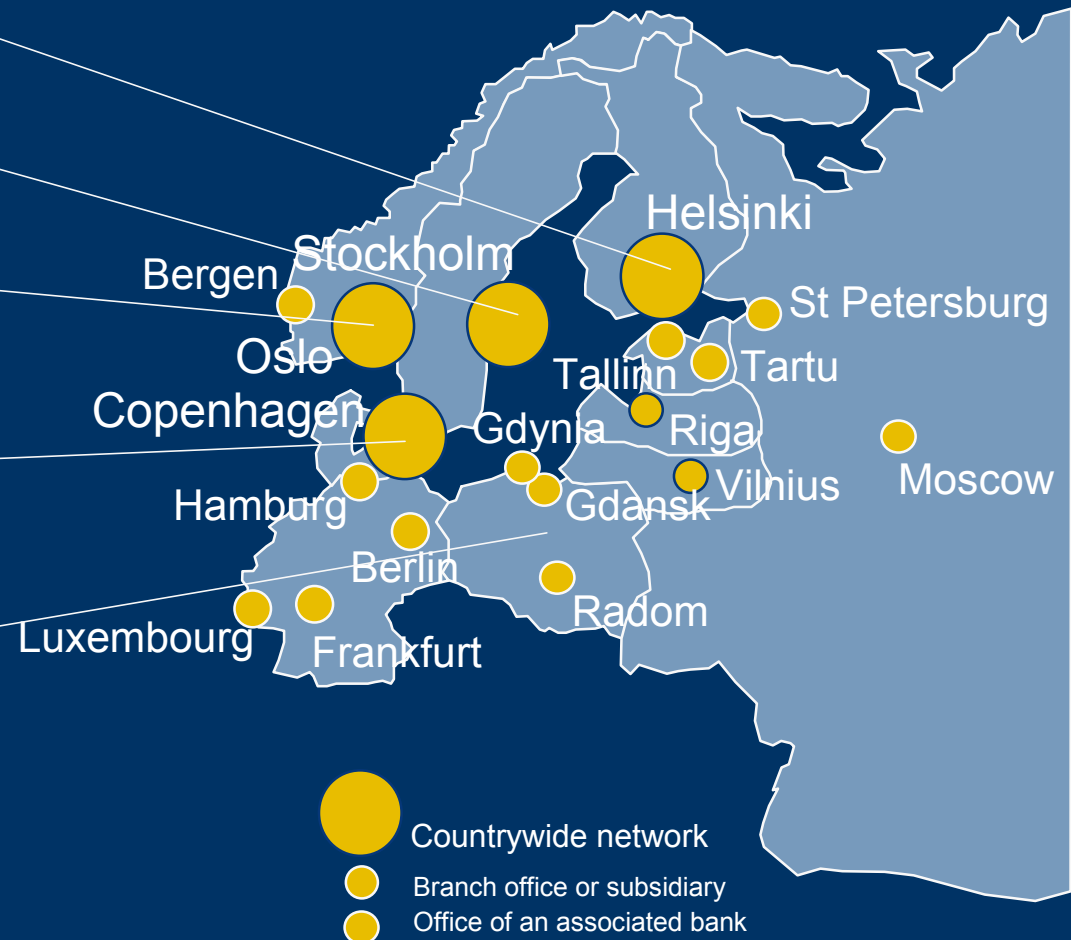 Helsinki
Stockholm
Bergen
St Petersburg
Oslo
Tallinn
Tartu
Copenhagen
Gdynia
Riga
Moscow
Vilnius
Hamburg
Gdansk
Berlin
Radom
Luxembourg
Frankfurt
Countrywide network
Branch office or subsidiary
Office of an associated bank